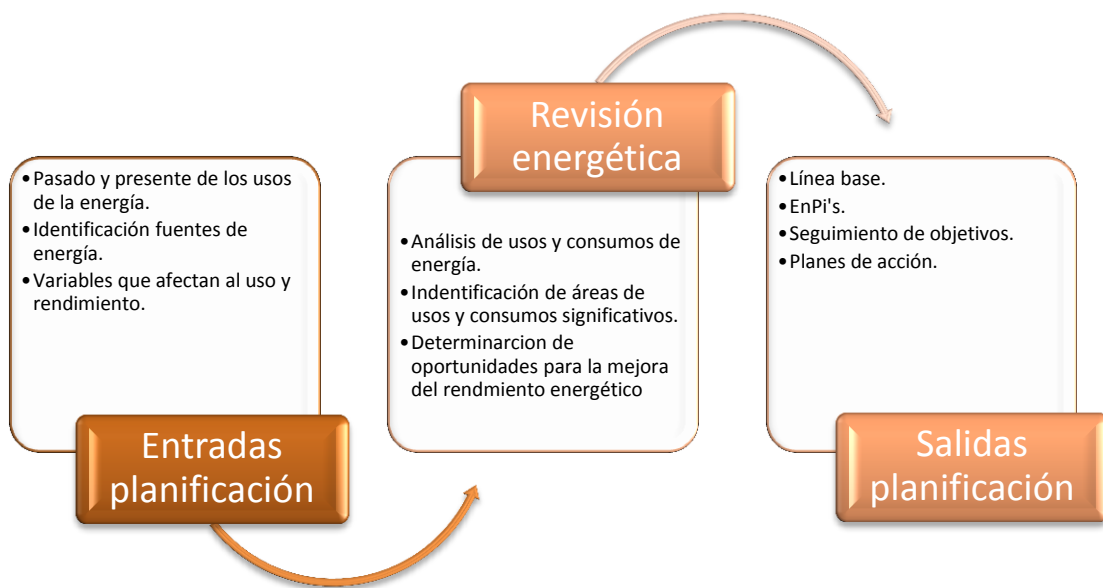 •Pasado y presente de los usos
de la energía.
•Identificación fuentes de
energía.
•Variables que afectan al uso y
rendimiento.
Entradas
planificación
Revisión
energética
•Análisis de usos y consumos de
energía.
•Indentificación de áreas de
usos y consumos significativos.
•Determinarcion de
oportunidades para la mejora
del rendmiento energético
•Línea base.
•EnPi's.
•Seguimiento de objetivos.
•Planes de acción.
Salidas
planificación